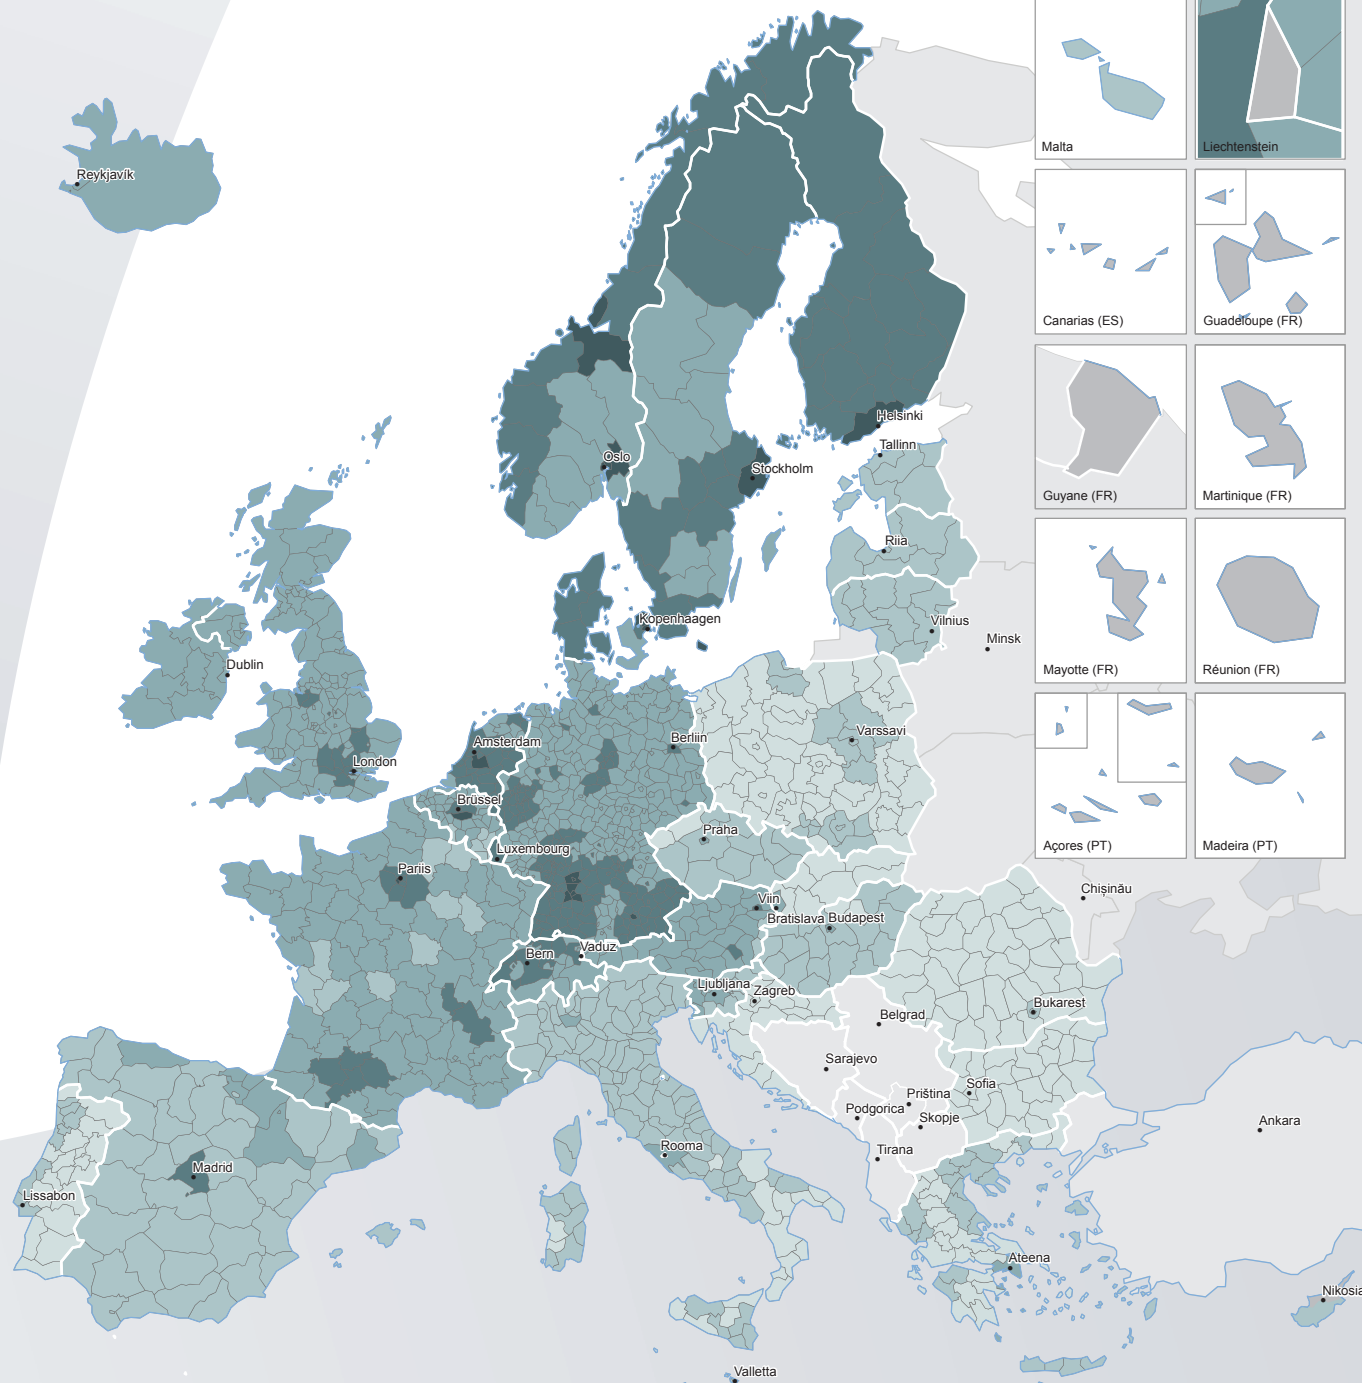 Malta
Liechtenstein
Reykjavík
Canarias (ES)
Guadeloupe (FR)
Helsinki
Tallinn
Oslo
Stockholm
Guyane (FR)
Martinique (FR)
Riia
Kopenhaagen
Vilnius
Minsk
Dublin
Mayotte (FR)
Réunion (FR)
Varssavi
Amsterdam
Berliin
London
Brüssel
Praha
Luxembourg
Açores (PT)
Madeira (PT)
Pariis
Chișinău
Viin
Bratislava
Budapest
Bern
Vaduz
Ljubljana
Zagreb
Bukarest
Belgrad
Sarajevo
Sofia
Priština
Podgorica
Skopje
Ankara
Rooma
Tirana
Madrid
Lissabon
Ateena
Nikosia
Valletta